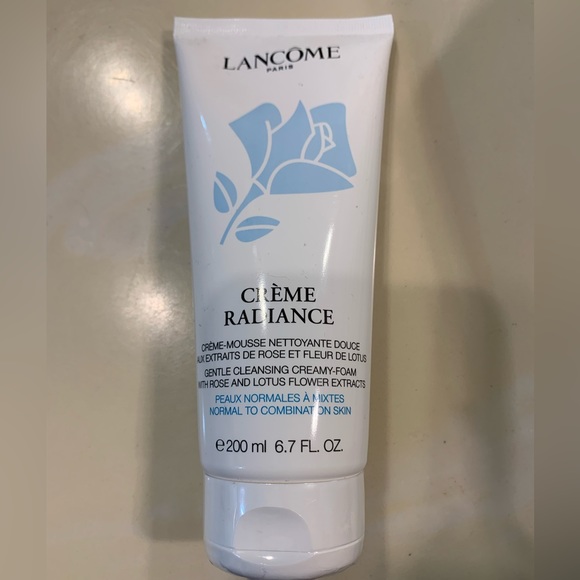 LANCÔME
PARIS
CRÈME
RADIANCE
CRÈME-MOUSSE NETTOYANTE DOUCE
AUX EXTRAITS DE ROSE ET FLEUR DE LOTUS
GENTLE CLEANSING CREAMY-FOAM
WITH ROSE AND LOTUS FLOWER EXTRACTS
PEAUX NORMALES À MIXTES
NORMAL TO COMBINATION SKIN
℮200 ml 6.7 FL. OZ.